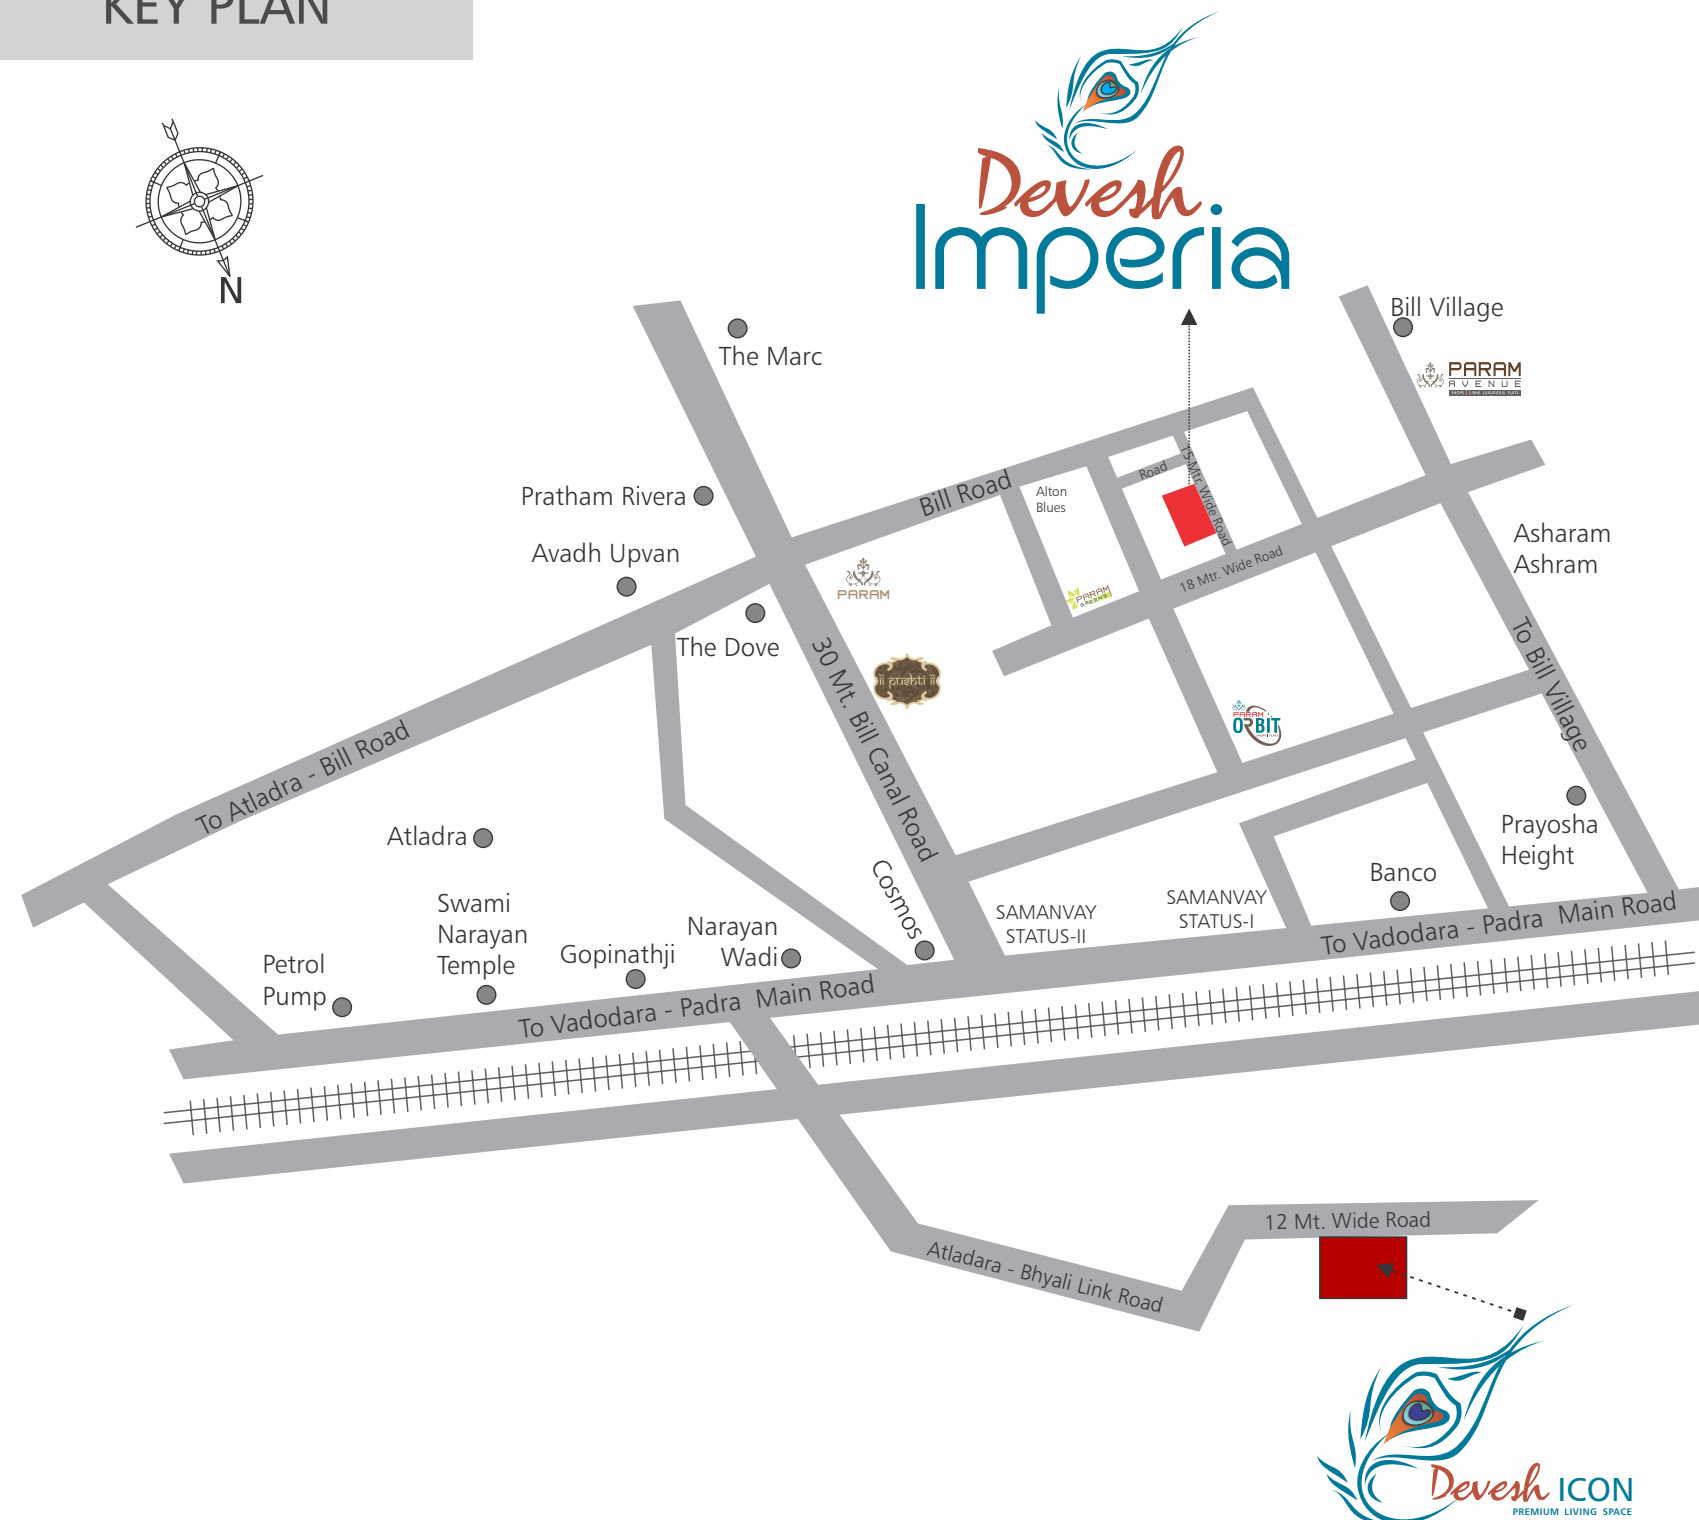 KEY PLAN
N
Devesh
Imperia
Bill Village
The Marc
PARAM
AVENUE
Pratham Rivera
Bill Road
Alton
Blues
Road
15 Mtr. Wide Road
Avadh Upvan
Asharam
Ashram
18 Mtr. Wide Road
PARAM
PARAM
GREENS
The Dove
30 Mt. Bill Canal Road
|| pushti ||
To Bill Village
PARAM
ORBIT
To Atladra - Bill Road
Atladra
Prayosha
Height
Cosmos
Banco
Swami
Narayan
Temple
SAMANVAY
STATUS-II
SAMANVAY
STATUS-I
Narayan
Wadi
Gopinathji
Petrol
Pump
To Vadodara - Padra Main Road
To Vadodara - Padra Main Road
12 Mt. Wide Road
Atladara - Bhyali Link Road
Devesh ICON
PREMIUM LIVING SPACE